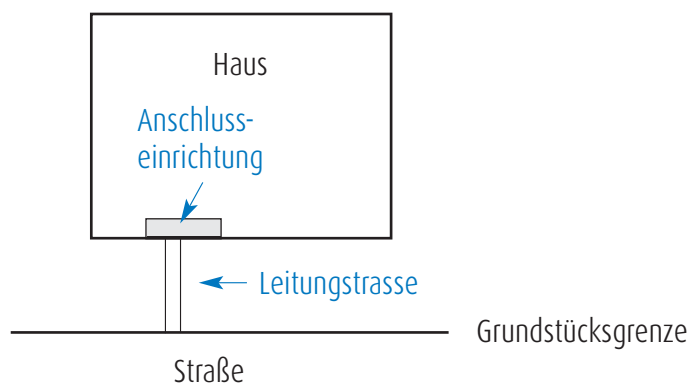 Haus
Anschluss-
einrichtung
Leitungstrasse
Grundstücksgrenze
Straße